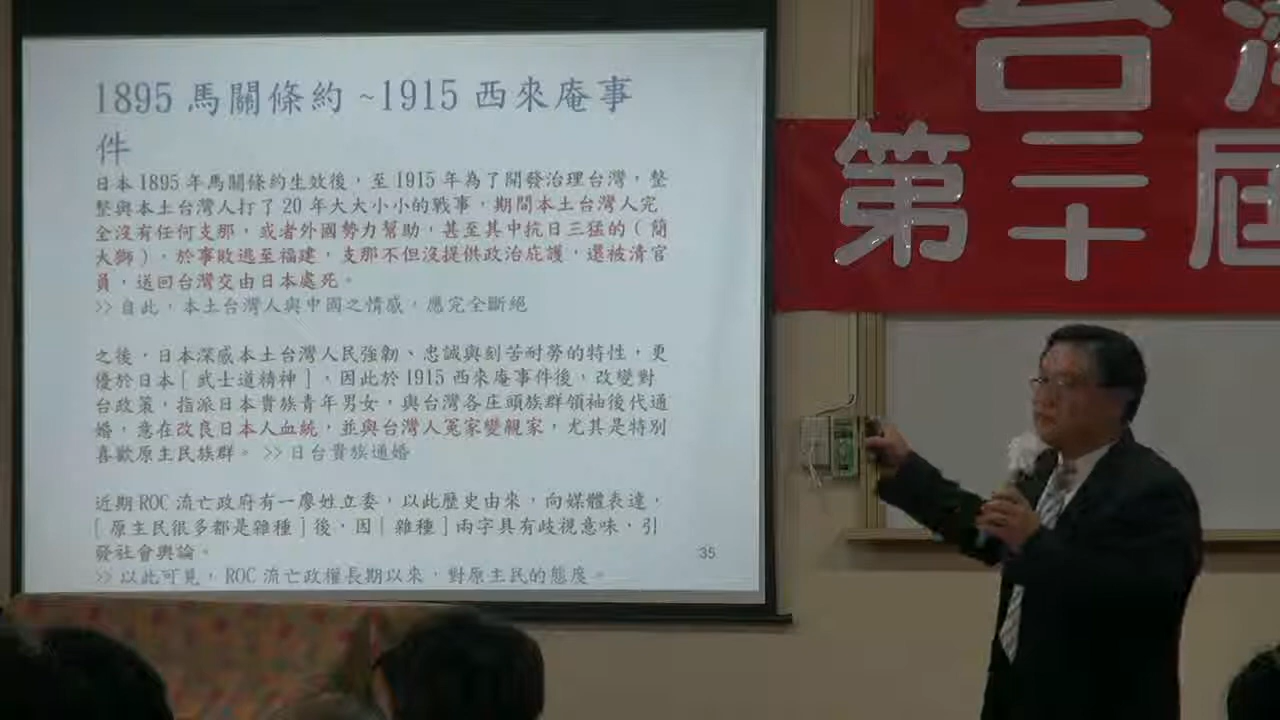 1895 馬關條約 ~1915 西來庵事
件
日本 1895 年馬關條約生效後，至 1915 年為了開發治理台灣，整
整與本土台灣人打了 20 年大大小小的戰事，期間本土台灣人完
全沒有任何支那，或者外國勢力幫助，甚至其中抗日三猛的（簡
大獅），於事敗逃至福建，支那不但沒提供政治庇護，還被清官
員，送回台灣交由日本處死。
>> 自此，本土台灣人與中國之情感，應完全斷絕
之後，日本深感本土台灣人民強韌、忠誠與刻苦耐勞的特性，更
優於日本[ 武士道精神 ]，因此於 1915 西來庵事件後，改變對
台政策，指派日本貴族青年男女，與台灣各庄頭族群領袖後代通
婚，意在改良日本人血統，並與台灣人冤家變親家，尤其是特別
喜歡原主民族群。 >> 日台貴族通婚
近期 ROC 流亡政府有一廖姓立委，以此歷史由來，向媒體表達，
[ 原主民很多都是雜種 ] 後，因 [ 雜種 ] 兩字具有歧視意味，引
發社會輿論。
>> 以此可見，ROC 流亡政權長期以來，對原主民的態度。
35
台灣
第二十屆